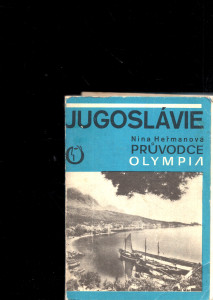 JUGOSLÁVIE
Nina Heřmanová
PRŮVODCE
OLYMPIA